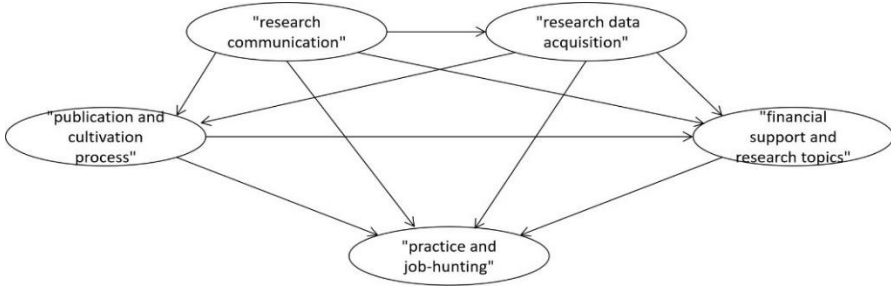 "research
communication"
"research data
acquisition"
"publication and
cultivation
process"
"financial
support and
research topics"
"practice and
job-hunting"